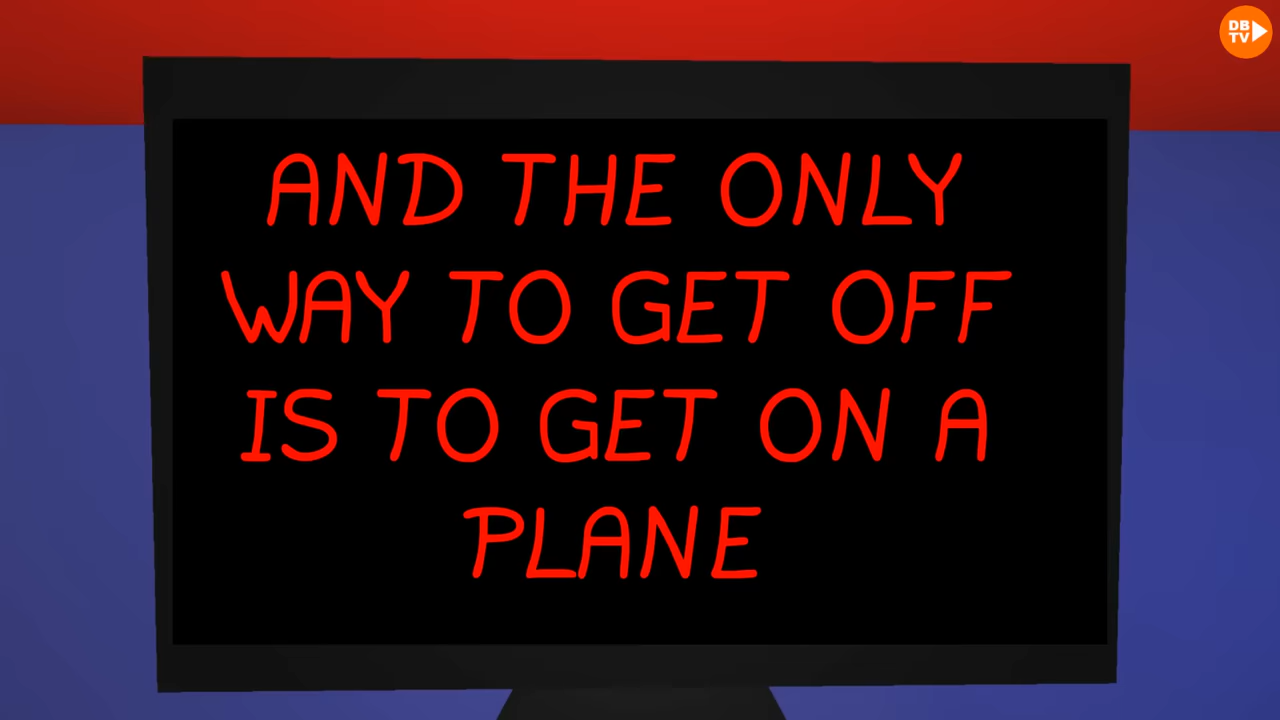 DB
TV
AND THE ONLY
WAY TO GET OFF
IS TO GET ON A
PLANE